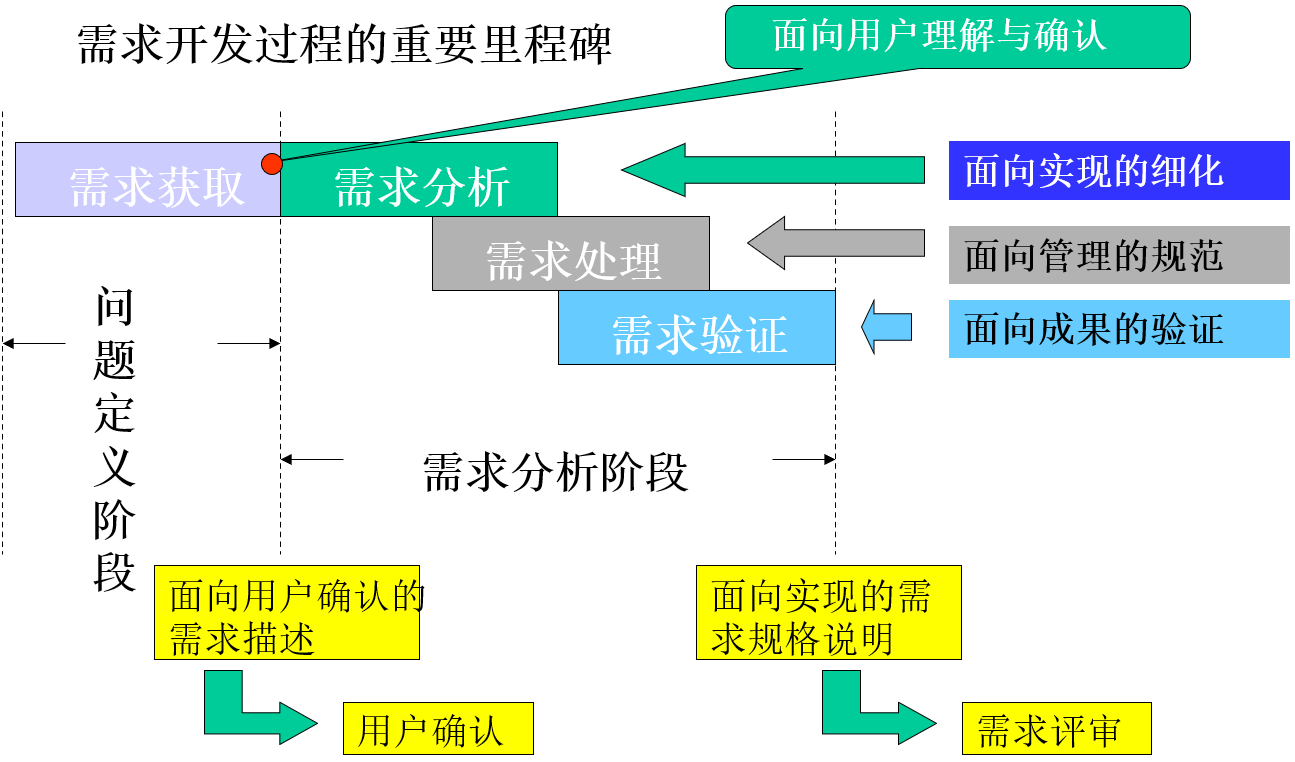 需求开发过程的重要里程碑
面向用户理解与确认
需求获取
需求分析
面向实现的细化
需求处理
面向管理的规范
需求验证
面向成果的验证
问
题
定
义
阶
段
需求分析阶段
面向用户确认的
需求描述
面向实现的需
求规格说明
用户确认
需求评审